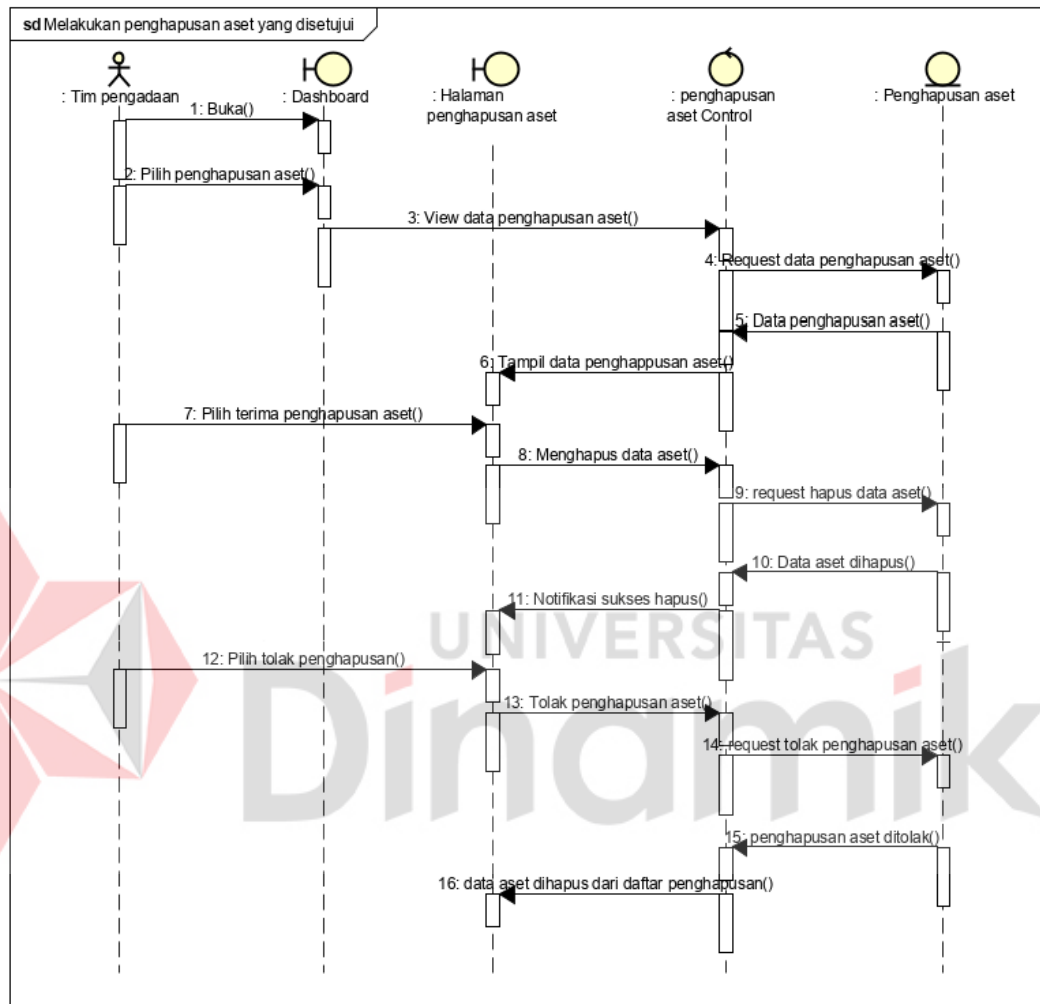 sd Melakukan penghapusan aset yang disetujui
: Tim pengadaan
: Dashboard
: Halaman
penghapusan aset
: penghapusan
aset Control
: Penghapusan aset
1: Buka()
2: Pilih penghapusan aset()
3: View data penghapusan aset()
4: Request data penghapusan aset()
5: Data penghapusan aset()
6: Tampil data penghappusan aset()
7: Pilih terima penghapusan aset()
8: Menghapus data aset()
9: request hapus data aset()
10: Data aset dihapus()
11: Notifikasi sukses hapus()
UNIVERSITAS
Dinamik
12: Pilih tolak penghapusan()
13: Tolak penghapusan aset()
14: request tolak penghapusan aset()
15: penghapusan aset ditolak()
16: data aset dihapus dari daftar penghapusan()